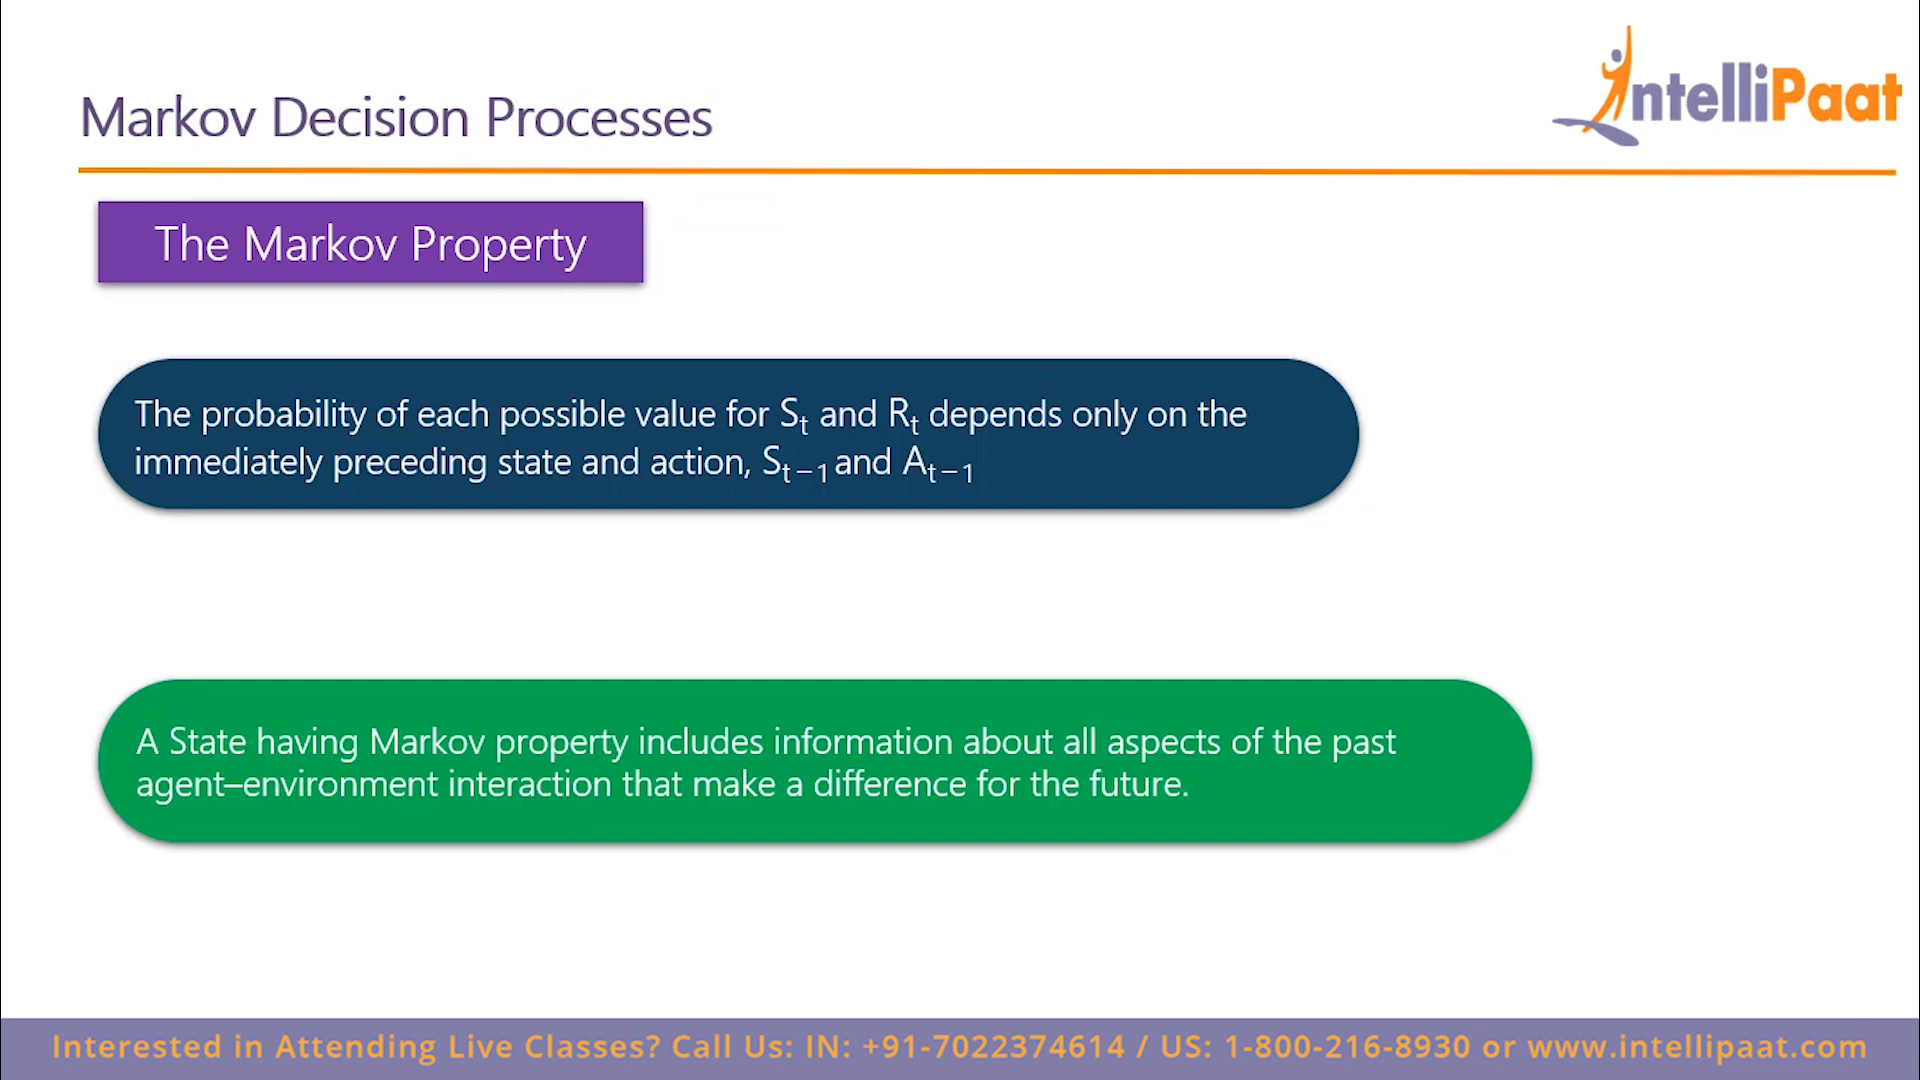 IntelliPaat
Markov Decision Processes
The Markov Property
The probability of each possible value for Sₜ and Rₜ depends only on the
immediately preceding state and action, Sₜ₋₁ and Aₜ₋₁
A State having Markov property includes information about all aspects of the past
agent–environment interaction that make a difference for the future.
Interested in Attending Live Classes? Call Us: IN: +91-7022374614 / US: 1-800-216-8930 or www.intellipaat.com